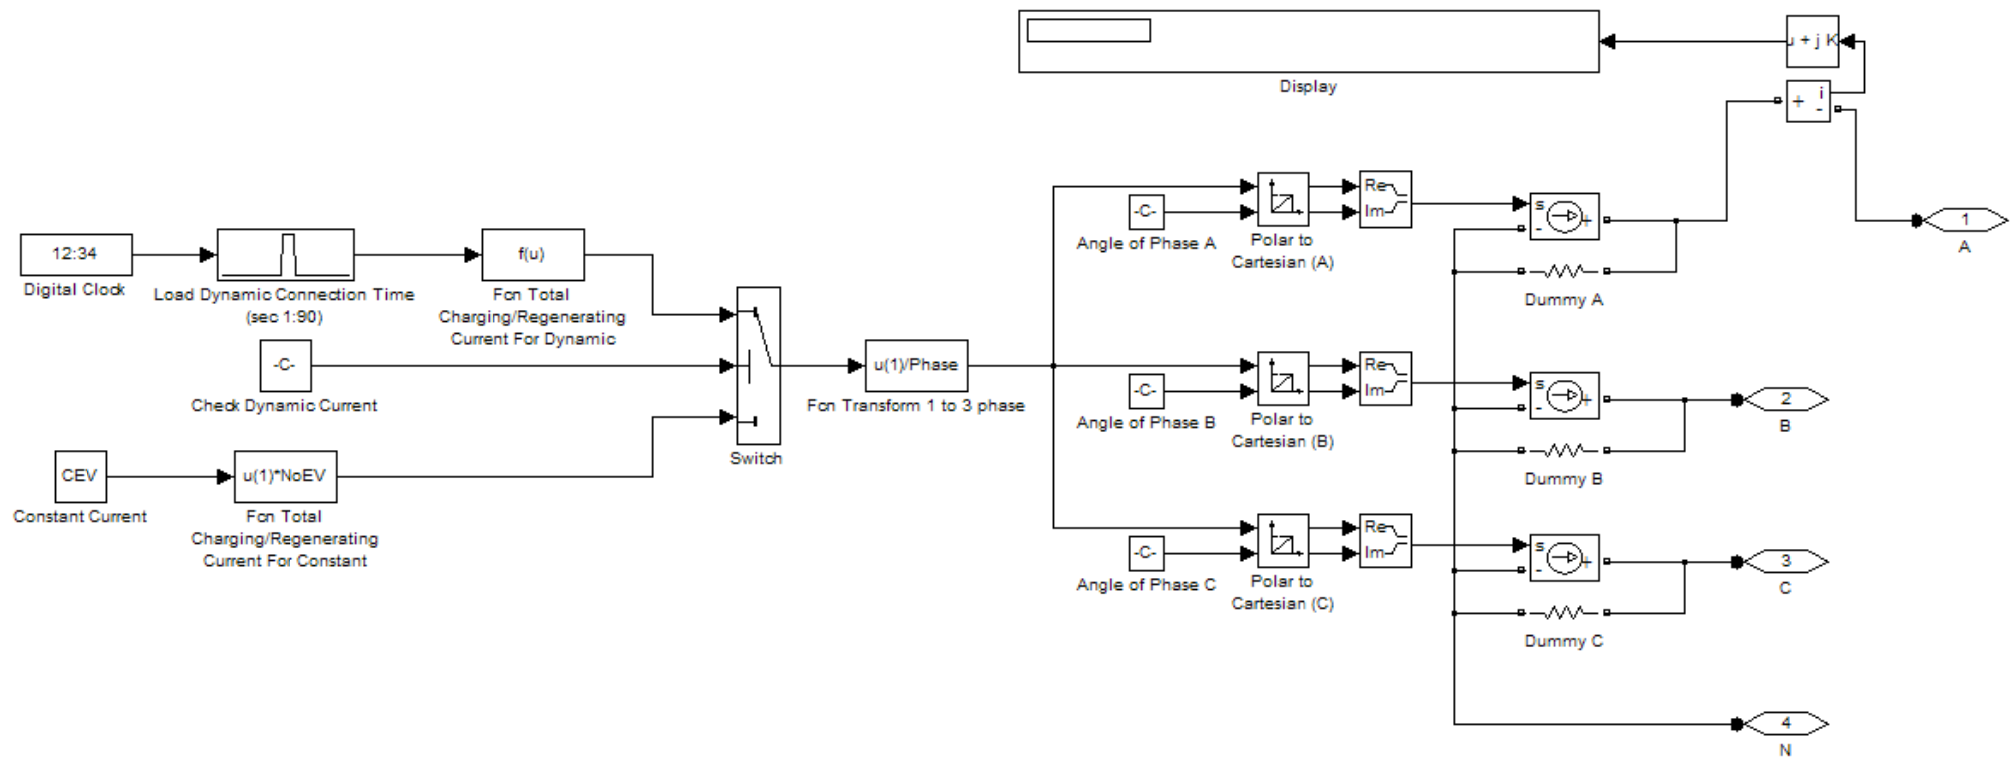 Display
u + j K
+ i -
-C-
Angle of Phase A
Polar to
Cartesian (A)
Re
Im
s
-
+
Dummy A
1
A
12:34
Digital Clock
Load Dynamic Connection Time
(sec 1:90)
f(u)
Fcn Total
Charging/Regenerating
Current For Dynamic
-C-
Check Dynamic Current
CEV
Constant Current
u(1)*NoEV
Fcn Total
Charging/Regenerating
Current For Constant
Switch
u(1)/Phase
Fcn Transform 1 to 3 phase
-C-
Angle of Phase B
Polar to
Cartesian (B)
Re
Im
s
-
+
Dummy B
2
B
-C-
Angle of Phase C
Polar to
Cartesian (C)
Re
Im
s
-
+
Dummy C
3
C
4
N